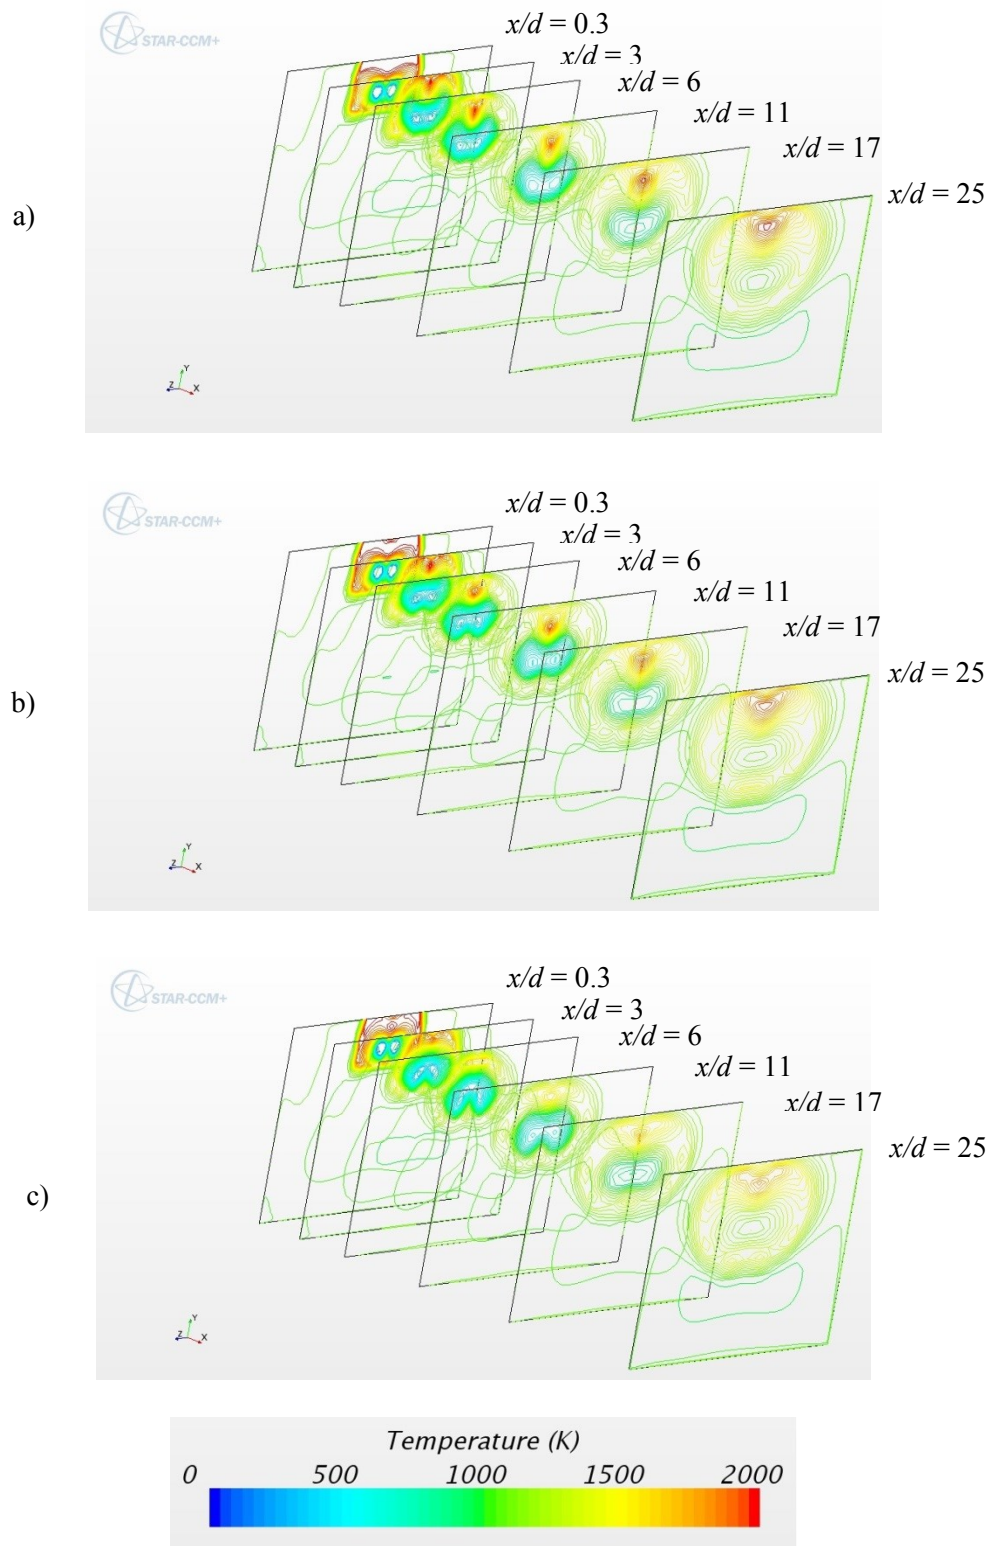 STAR-CCM+
x/d = 0.3
x/d = 3
x/d = 6
x/d = 11
x/d = 17
x/d = 25
a)
Y
Z
X
STAR-CCM+
x/d = 0.3
x/d = 3
x/d = 6
x/d = 11
x/d = 17
x/d = 25
b)
Y
Z
X
STAR-CCM+
x/d = 0.3
x/d = 3
x/d = 6
x/d = 11
x/d = 17
x/d = 25
c)
Y
Z
X
Temperature (K)
0 500 1000 1500 2000